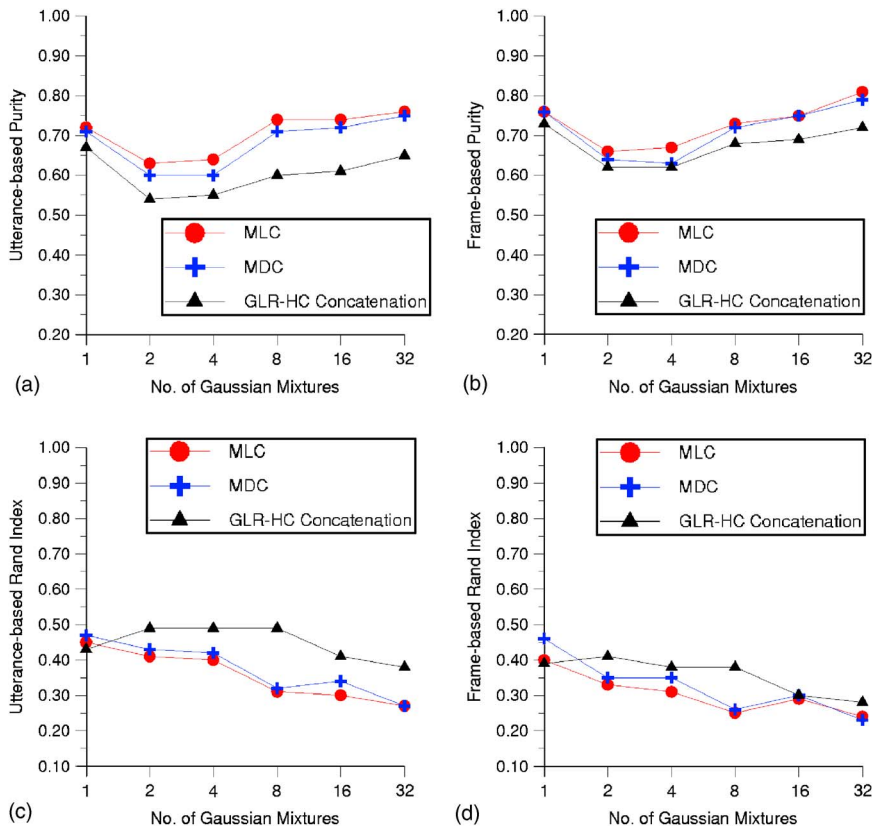 1.00
0.90
0.80
0.70
0.60
0.50
0.40
0.30
0.20
Utterance-based Purity
MLC
MDC
GLR-HC Concatenation
1 2 4 8 16 32
No. of Gaussian Mixtures
(a)
1.00
0.90
0.80
0.70
0.60
0.50
0.40
0.30
0.20
Frame-based Purity
MLC
MDC
GLR-HC Concatenation
1 2 4 8 16 32
No. of Gaussian Mixtures
(b)
1.00
0.90
0.80
0.70
0.60
0.50
0.40
0.30
0.20
0.10
Utterance-based Rand Index
MLC
MDC
GLR-HC Concatenation
1 2 4 8 16 32
No. of Gaussian Mixtures
(c)
1.00
0.90
0.80
0.70
0.60
0.50
0.40
0.30
0.20
0.10
Frame-based Rand Index
MLC
MDC
GLR-HC Concatenation
1 2 4 8 16 32
No. of Gaussian Mixtures
(d)